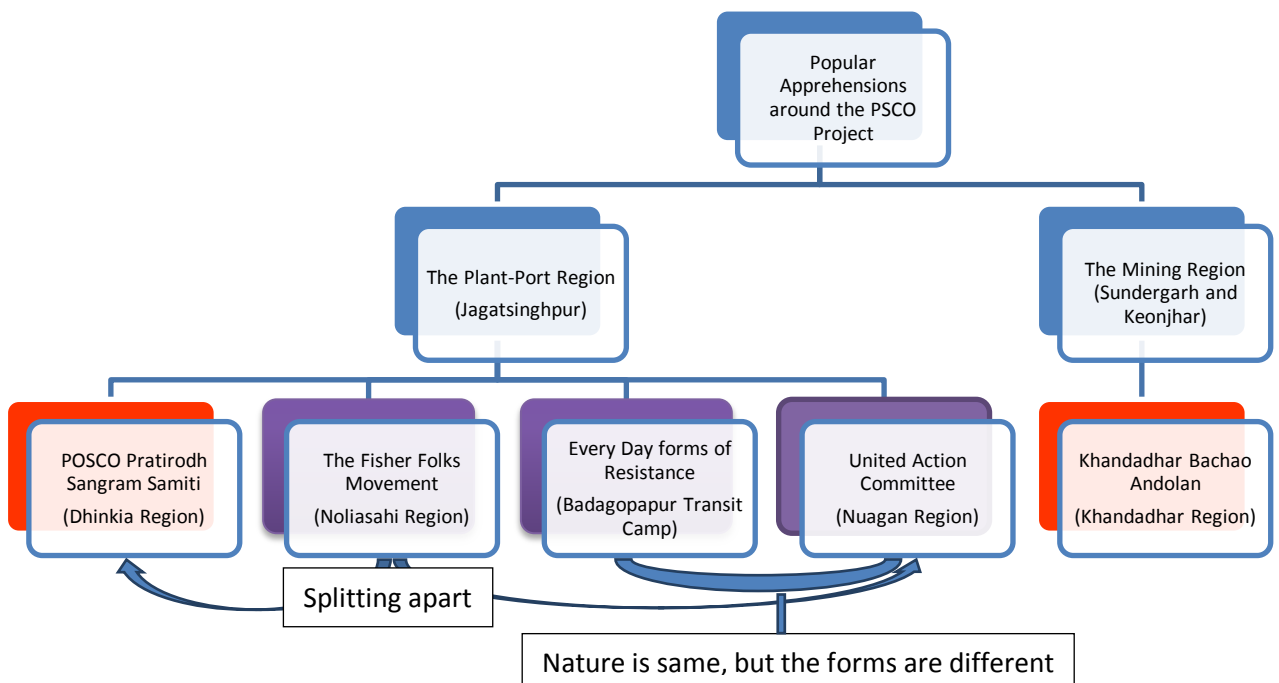 Popular
Apprehensions
around the PSCO
Project
The Plant-Port Region
(Jagatsinghpur)
The Mining Region
(Sundergarh and
Keonjhar)
POSCO Pratirodh
Sangram Samiti
(Dhinkia Region)
The Fisher Folks
Movement
(Noliasahi Region)
Every Day forms of
Resistance
(Badagopapur Transit
Camp)
United Action
Committee
(Nuagan Region)
Khandadhar Bachao
Andolan
(Khandadhar Region)
Splitting apart
Nature is same, but the forms are different